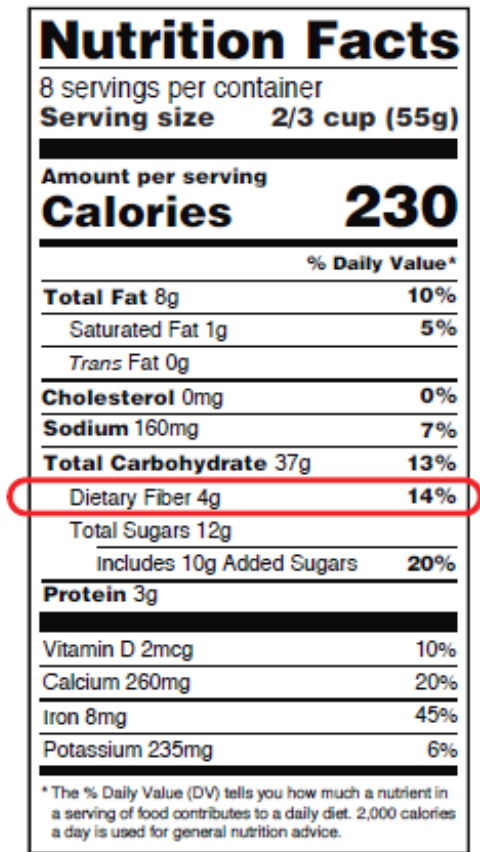 Nutrition Facts
8 servings per container
Serving size 2/3 cup (55g)
Amount per serving
Calories 230
% Daily Value*
Total Fat 8g 10%
Saturated Fat 1g 5%
Trans Fat 0g
Cholesterol 0mg 0%
Sodium 160mg 7%
Total Carbohydrate 37g 13%
Dietary Fiber 4g 14%
Total Sugars 12g
Includes 10g Added Sugars 20%
Protein 3g
Vitamin D 2mcg 10%
Calcium 260mg 20%
Iron 8mg 45%
Potassium 235mg 6%
* The % Daily Value (DV) tells you how much a nutrient in
a serving of food contributes to a daily diet. 2,000 calories
a day is used for general nutrition advice.